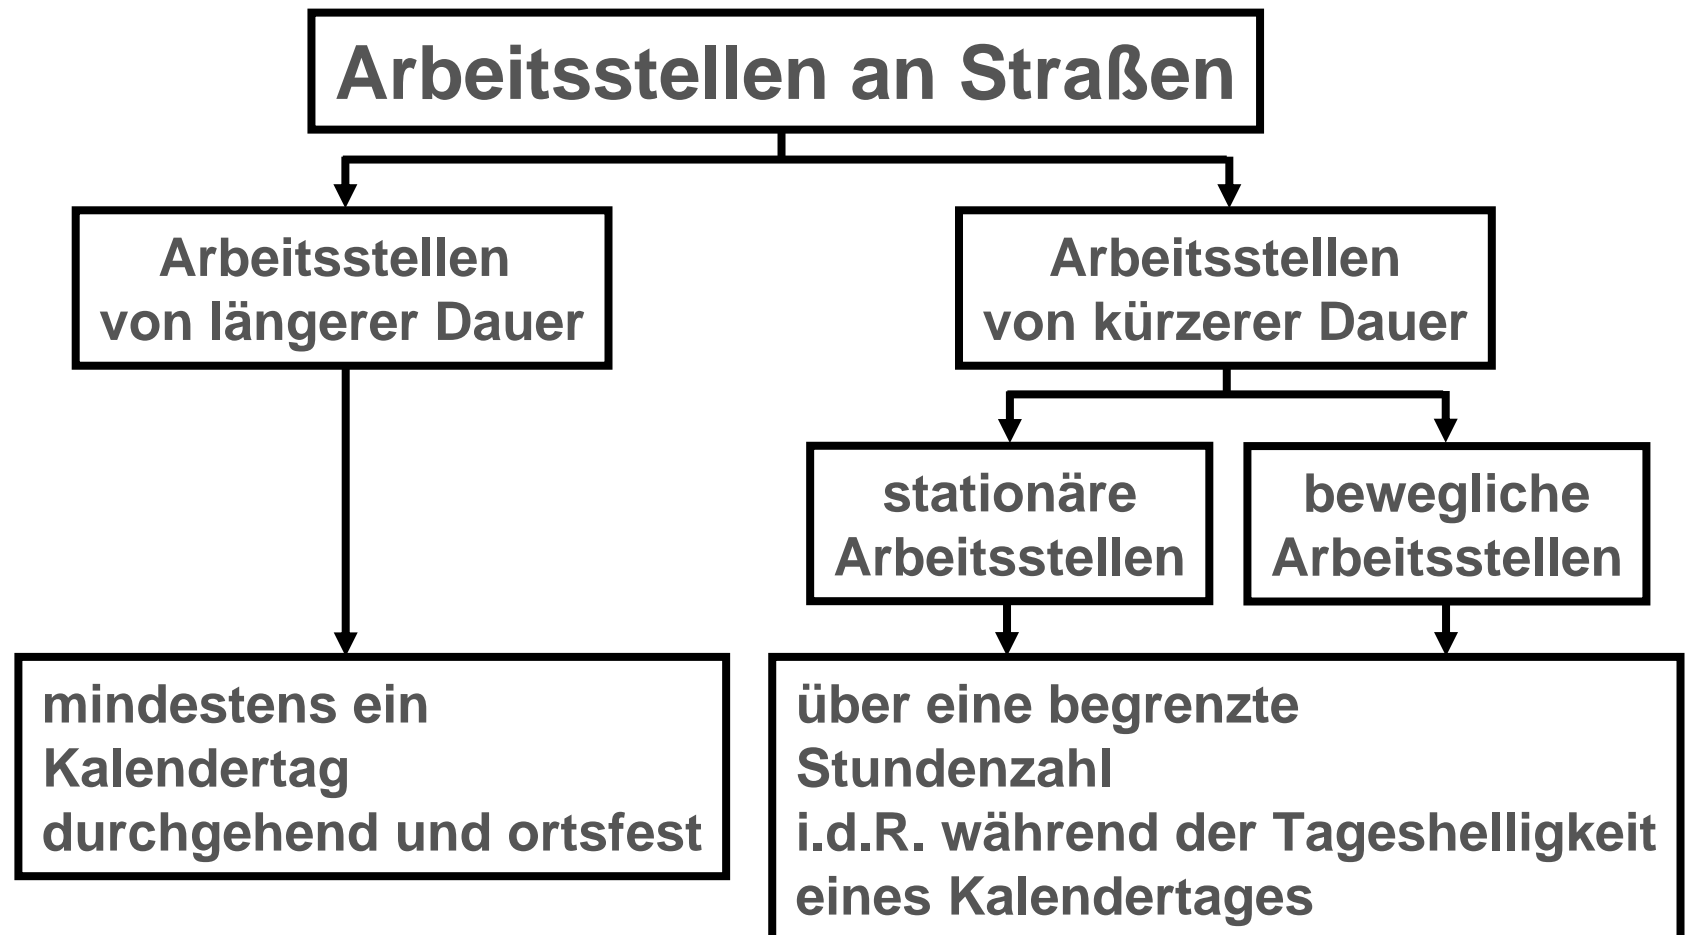 Arbeitsstellen an Straßen
Arbeitsstellen
von längerer Dauer
Arbeitsstellen
von kürzerer Dauer
stationäre
Arbeitsstellen
bewegliche
Arbeitsstellen
mindestens ein
Kalendertag
durchgehend und ortsfest
über eine begrenzte
Stundenzahl
i.d.R. während der Tageshelligkeit
eines Kalendertages